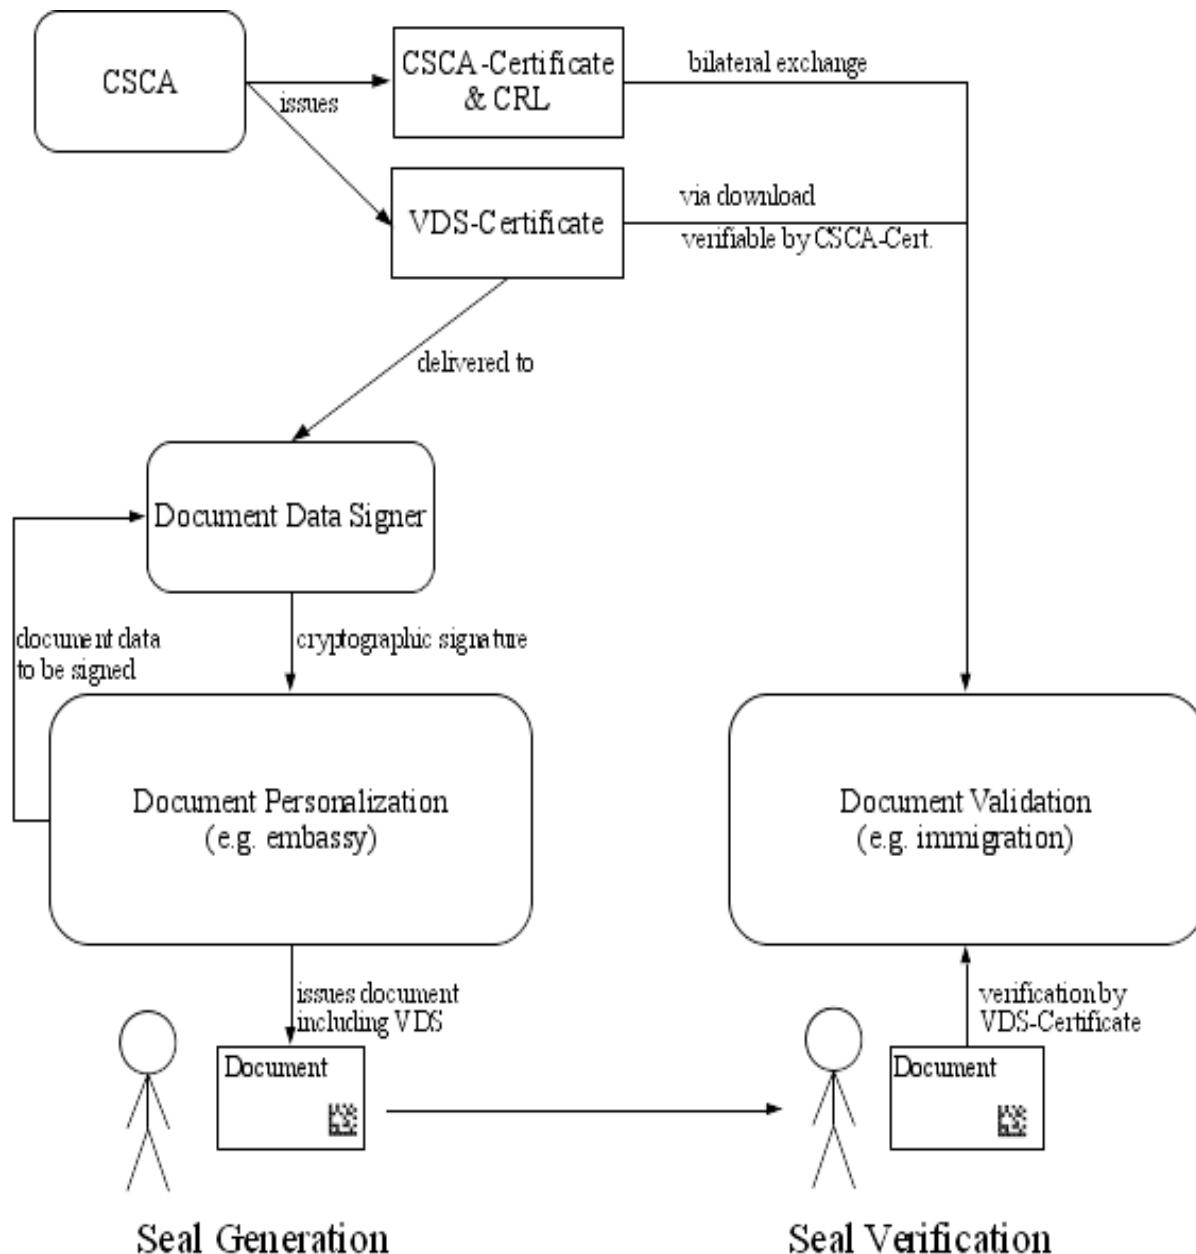 CSCA
CSCA-Certificate
& CRL
bilateral exchange
issues
VDS-Certificate
via download
verifiable by CSCA-Cert.
delivered to
Document Data Signer
document data
to be signed
cryptographic signature
Document Personalization
(e.g. embassy)
Document Validation
(e.g. immigration)
issues document
including VDS
verification by
VDS-Certificate
Document
Document
Seal Generation
Seal Verification